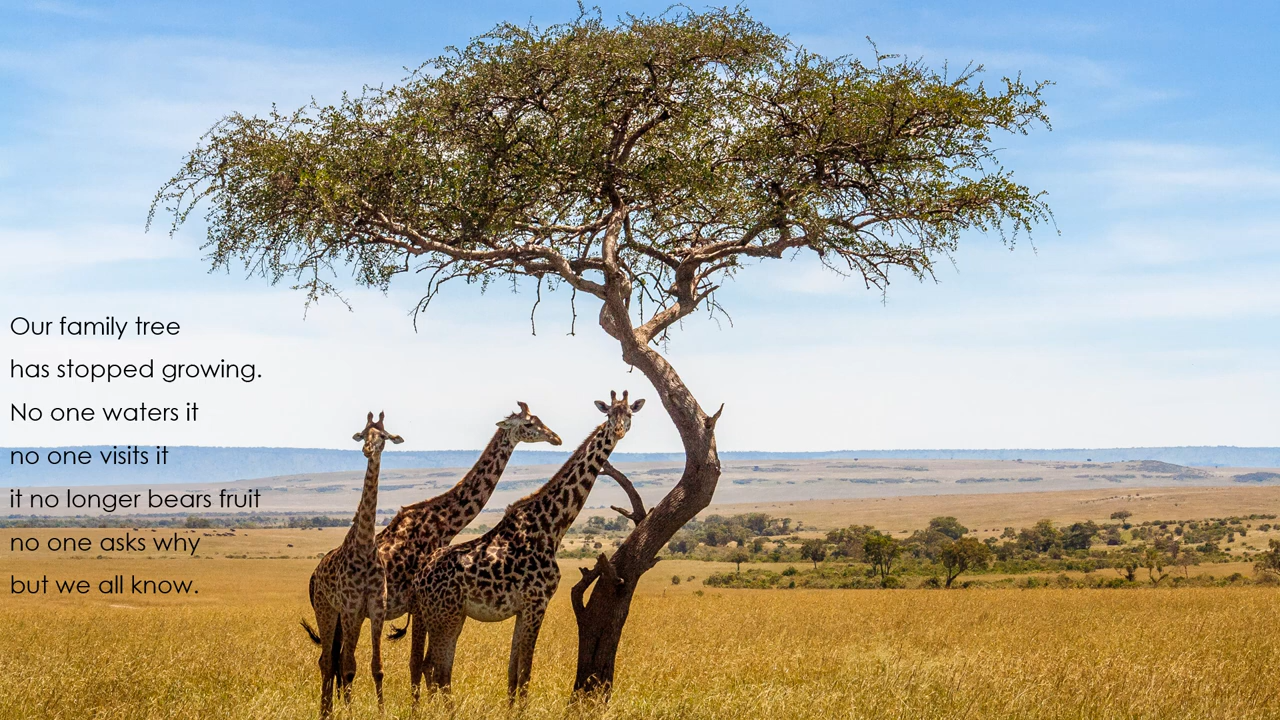 Our family tree
has stopped growing.
No one waters it
no one visits it
it no longer bears fruit
no one asks why
but we all know.